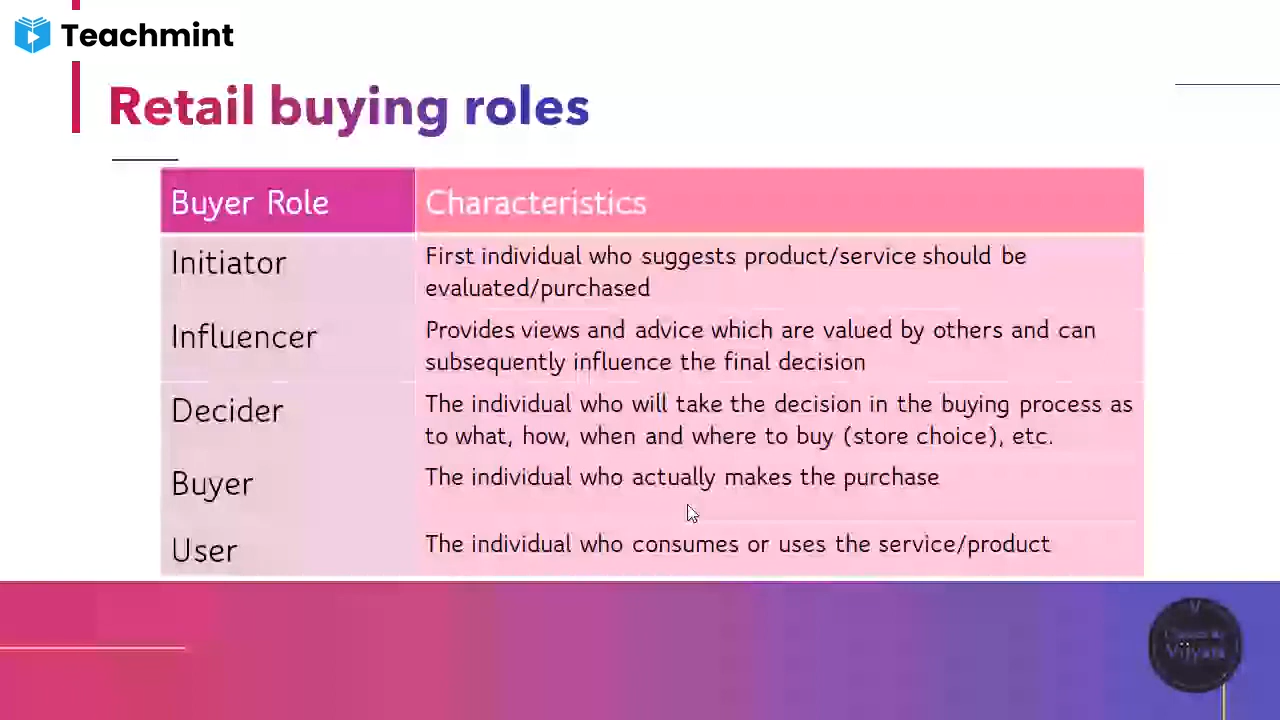 Teachmint
Retail buying roles
Buyer Role
Characteristics
Initiator
First individual who suggests product/service should be
evaluated/purchased
Influencer
Provides views and advice which are valued by others and can
subsequently influence the final decision
Decider
The individual who will take the decision in the buying process as
to what, how, when and where to buy (store choice), etc.
Buyer
The individual who actually makes the purchase
User
The individual who consumes or uses the service/product
V